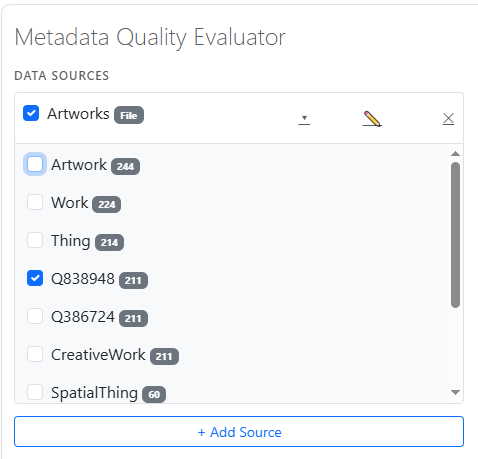 Metadata Quality Evaluator
DATA SOURCES
Artworks File
Artwork 244
Work 224
Thing 214
Q838948 211
Q386724 211
CreativeWork 211
SpatialThing 60
+ Add Source